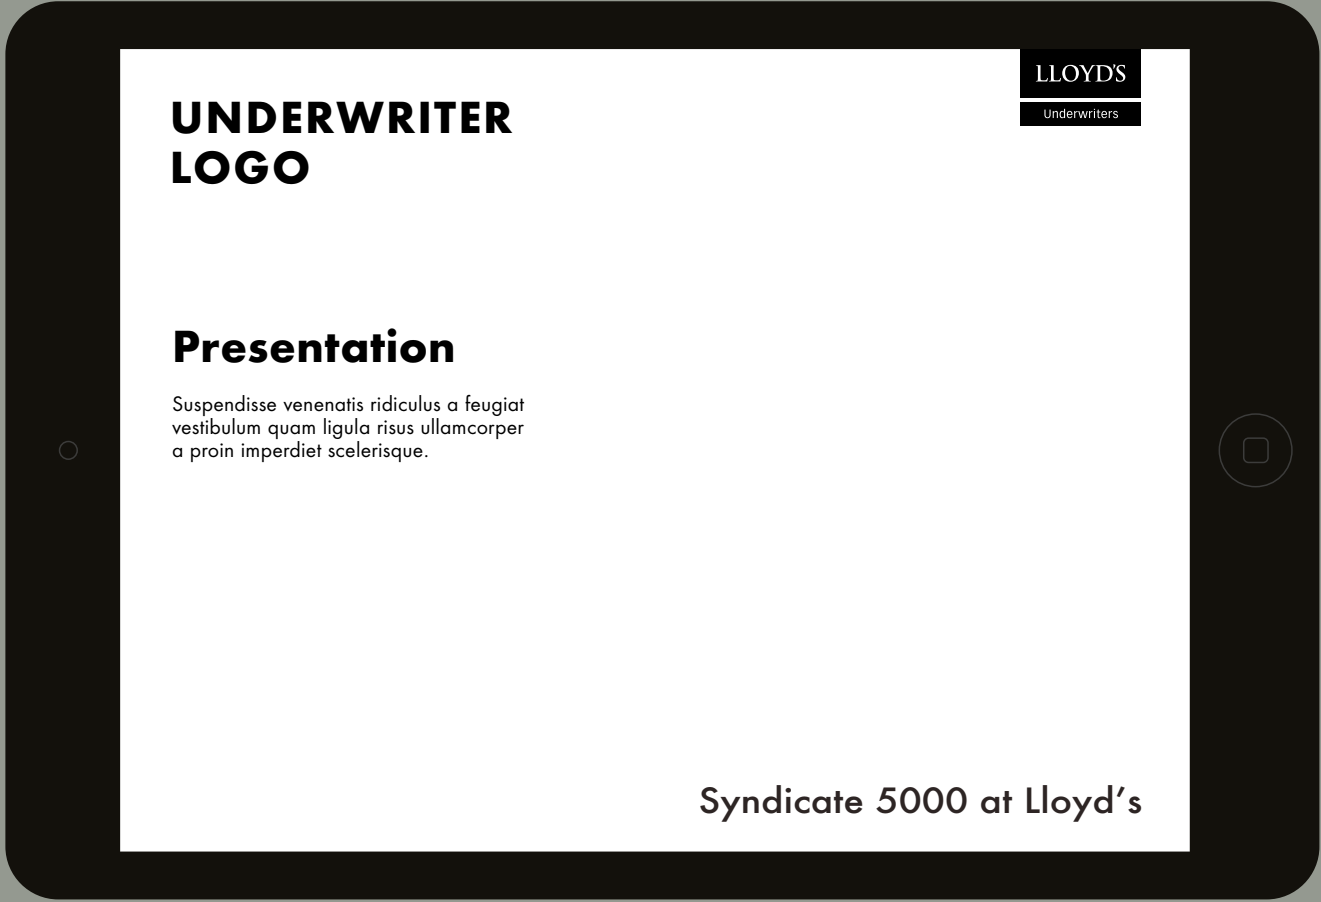 UNDERWRITER
LOGO
LLOYD'S
Underwriters
Presentation
Suspendisse venenatis ridiculus a feugiat
vestibulum quam ligula risus ullamcorper
a proin imperdiet scelerisque.
Syndicate 5000 at Lloyd’s